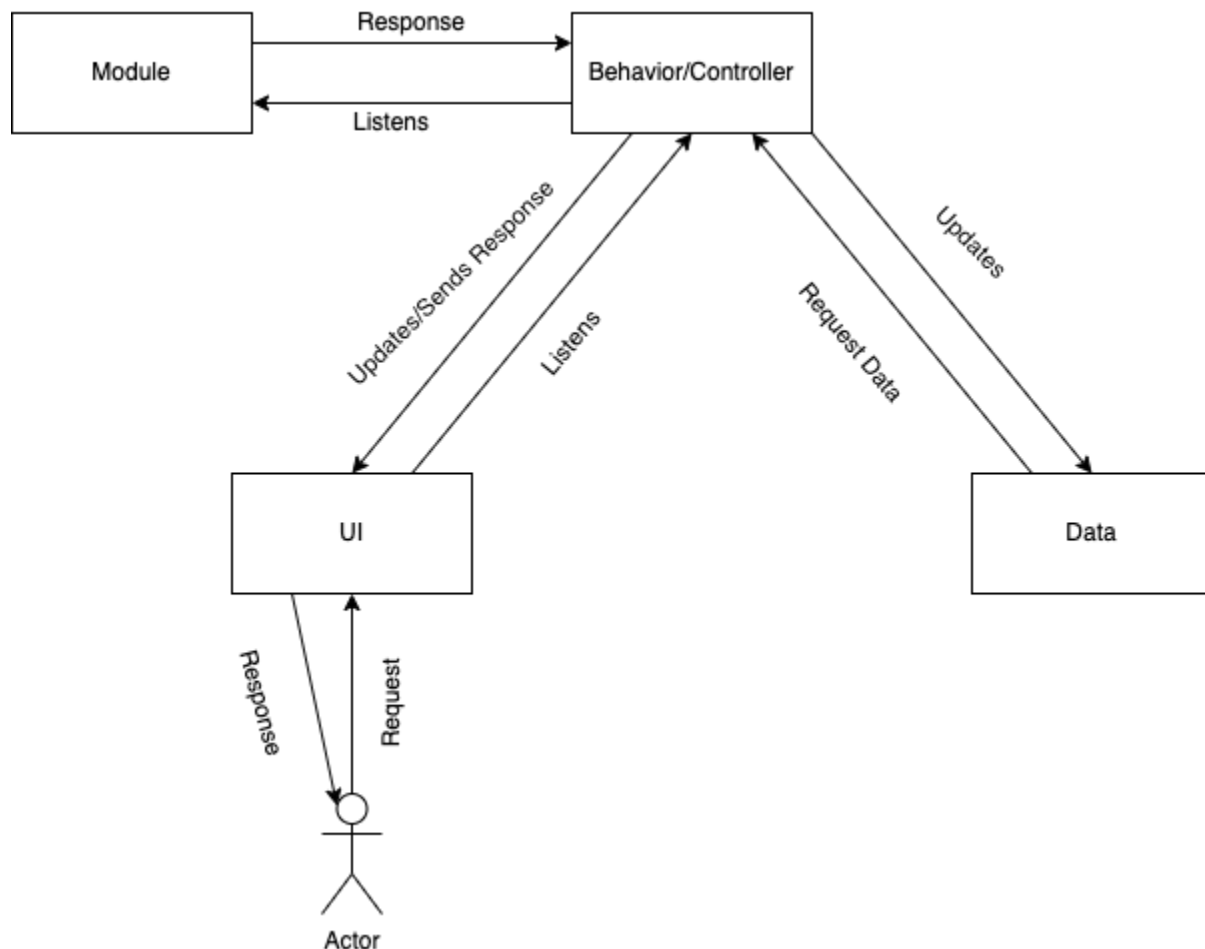 Response
Module
Behavior/Controller
Listens
Updates/Sends Response
Listens
Updates
Request Data
UI
Data
Response
Request
Actor